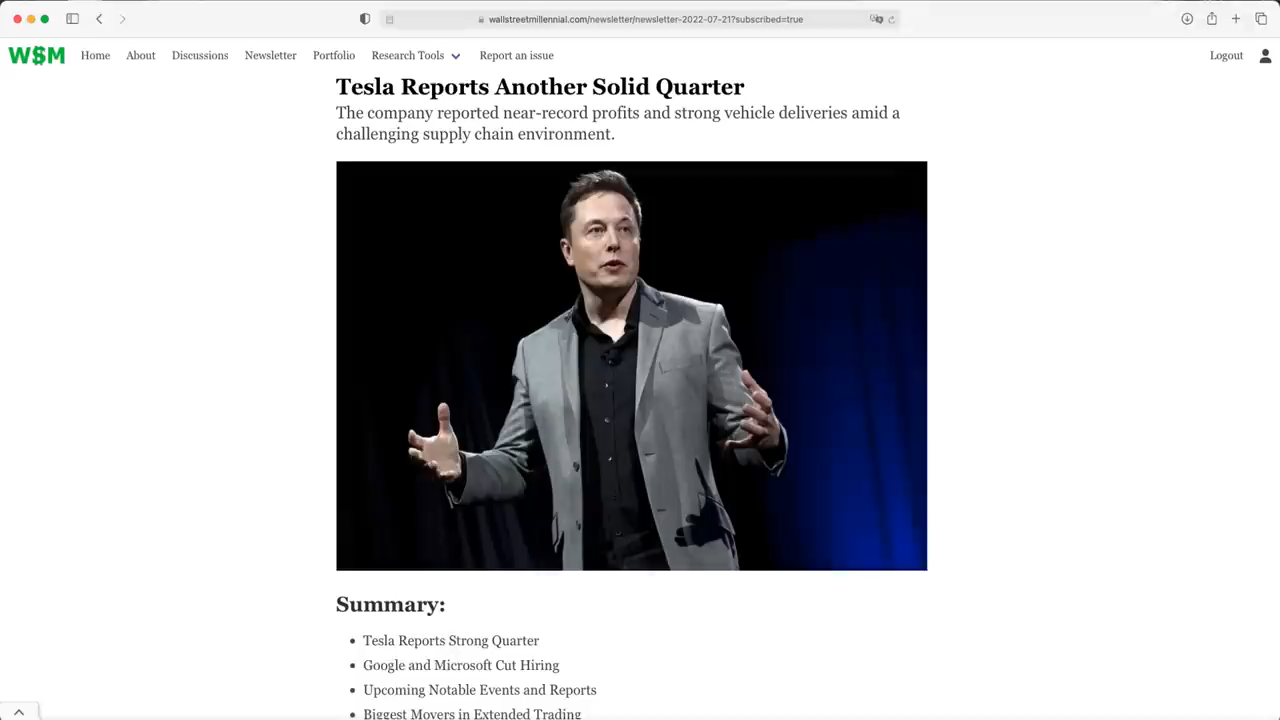 wallstreetmillennial.com/newsletter/newsletter-2022-07-21?subscribed=true
W$M Home About Discussions Newsletter Portfolio Research Tools Report an issue Logout
Tesla Reports Another Solid Quarter
The company reported near-record profits and strong vehicle deliveries amid a
challenging supply chain environment.
Summary:
• Tesla Reports Strong Quarter
• Google and Microsoft Cut Hiring
• Upcoming Notable Events and Reports
• Biggest Movers in Extended Trading